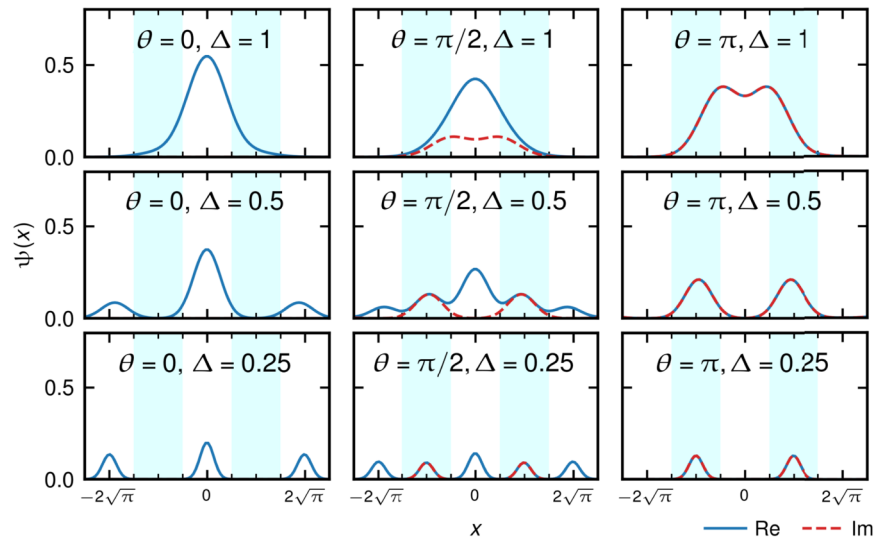 θ = 0, Δ = 1
θ = π/2, Δ = 1
θ = π, Δ = 1
0.5
0.0
θ = 0, Δ = 0.5
θ = π/2, Δ = 0.5
θ = π, Δ = 0.5
0.5
ψ(x)
0.0
θ = 0, Δ = 0.25
θ = π/2, Δ = 0.25
θ = π, Δ = 0.25
0.5
0.0
−2√π 0 2√π
−2√π 0 2√π
−2√π 0 2√π
x
Re Im